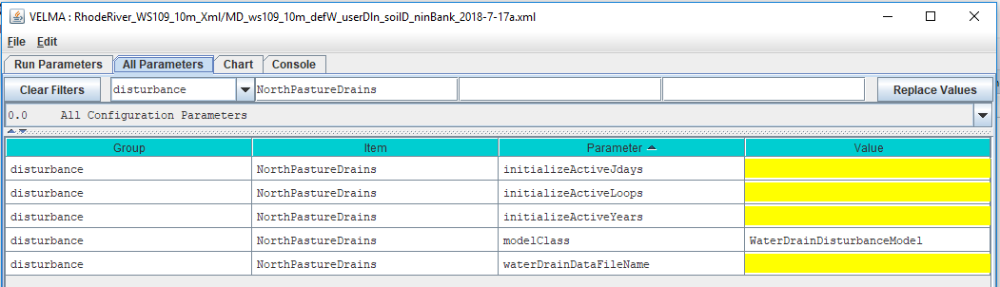 VELMA : RhodeRiver_WS109_10m_Xml/MD_ws109_10m_defW_userDIn_soilD_ninBank_2018-7-17a.xml
File Edit
Run Parameters All Parameters Chart Console
Clear Filters disturbance NorthPastureDrains Replace Values
0.0 All Configuration Parameters
Group Item Parameter Value
disturbance NorthPastureDrains initializeActiveJdays
disturbance NorthPastureDrains initializeActiveLoops
disturbance NorthPastureDrains initializeActiveYears
disturbance NorthPastureDrains modelClass WaterDrainDisturbanceModel
disturbance NorthPastureDrains waterDrainDataFileName